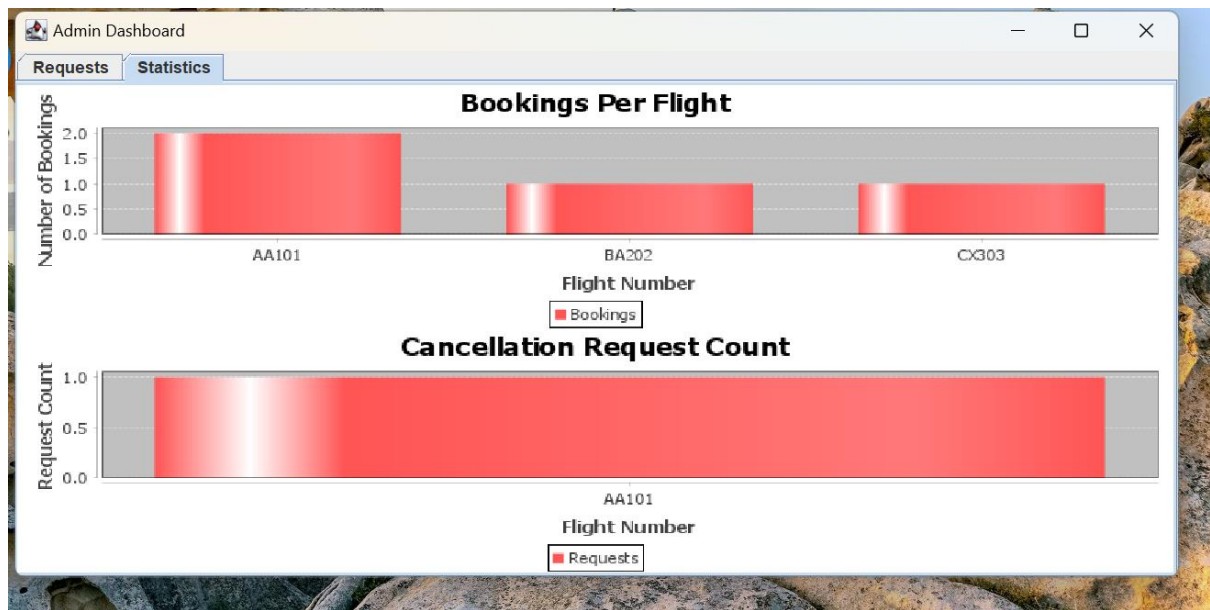 Admin Dashboard
Requests Statistics
Bookings Per Flight
Number of Bookings
2.0
1.5
1.0
0.5
0.0
AA101 BA202 CX303
Flight Number
Bookings
Cancellation Request Count
Request Count
1.0
0.5
0.0
AA101
Flight Number
Requests